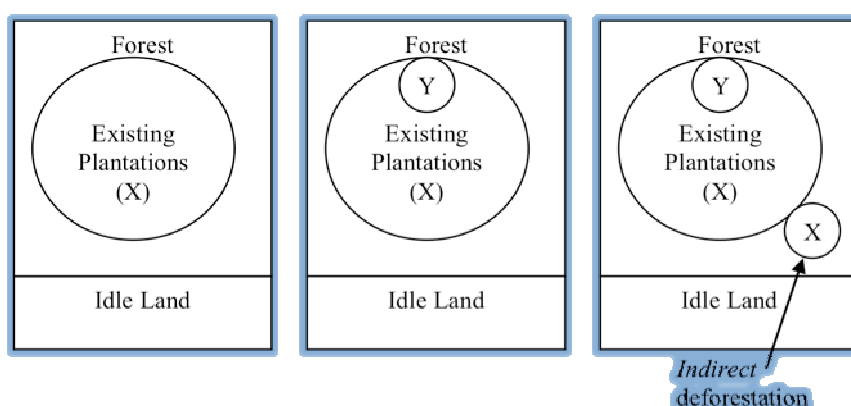 Forest
Existing
Plantations
(X)
Idle Land
Forest
Y
Existing
Plantations
(X)
Idle Land
Forest
Y
Existing
Plantations
(X)
X
Idle Land
Indirect
deforestation